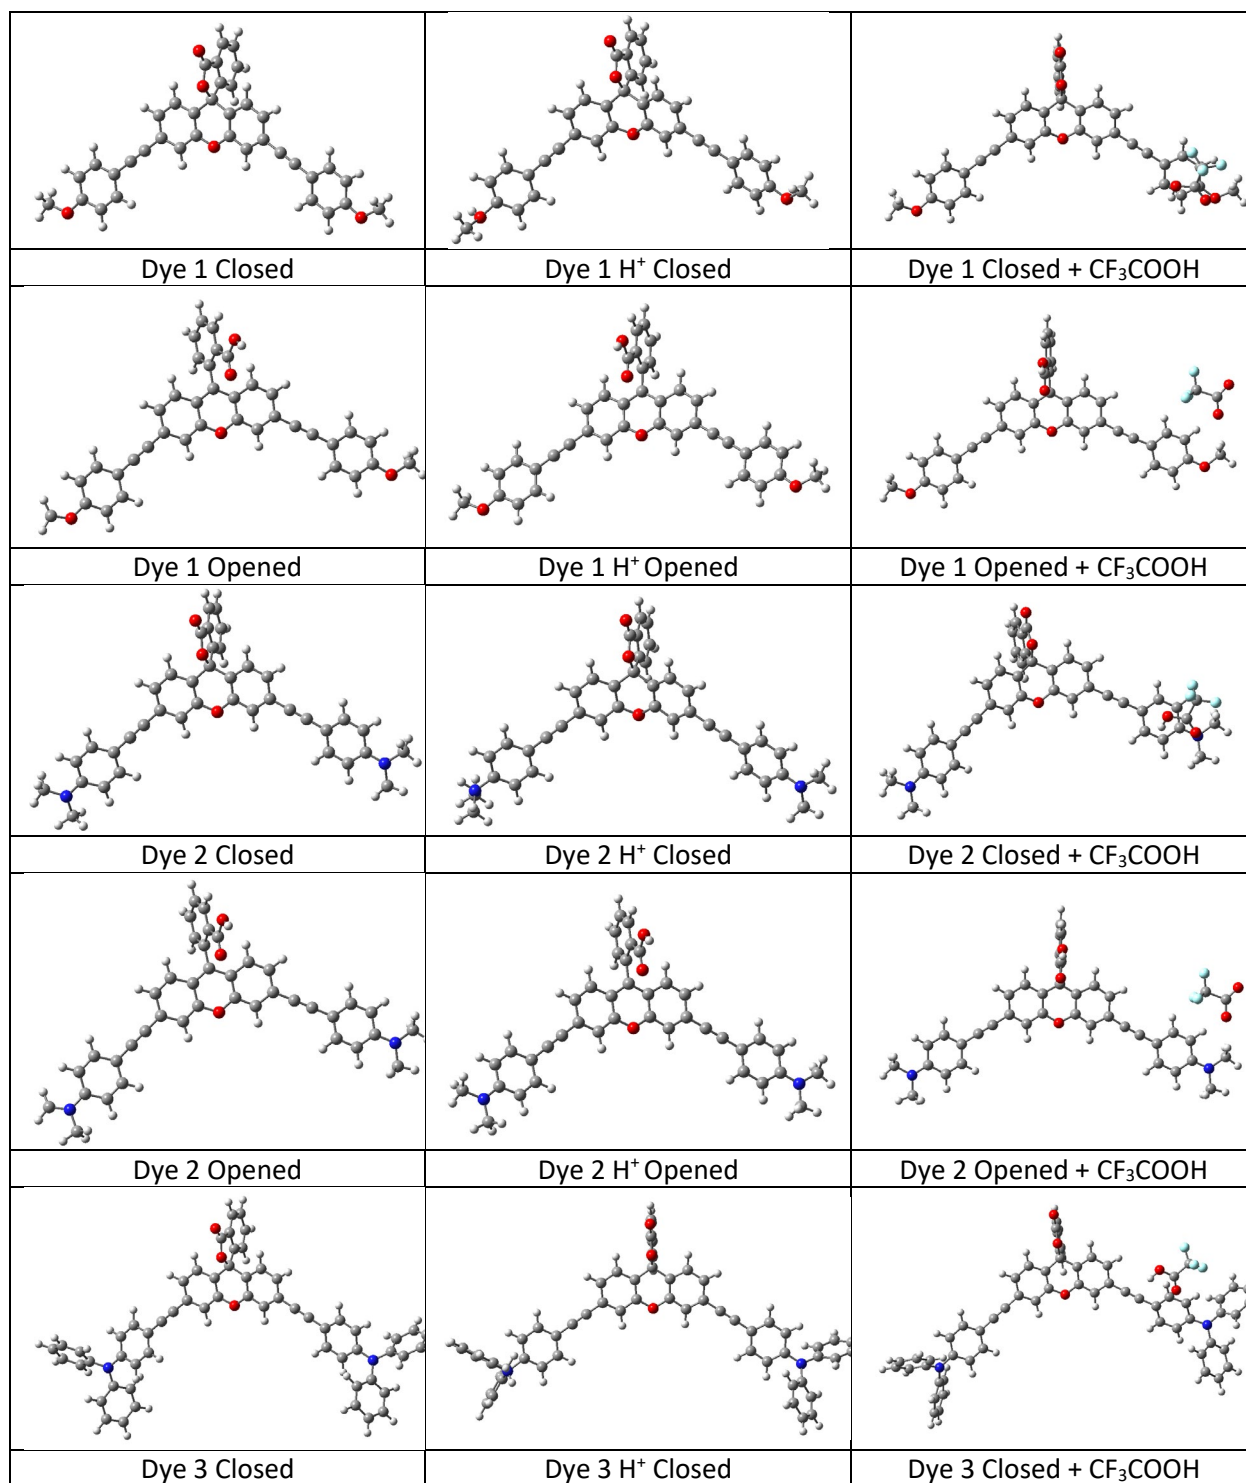 Dye 1 Closed
Dye 1 H⁺ Closed
Dye 1 Closed + CF₃COOH
Dye 1 Opened
Dye 1 H⁺ Opened
Dye 1 Opened + CF₃COOH
Dye 2 Closed
Dye 2 H⁺ Closed
Dye 2 Closed + CF₃COOH
Dye 2 Opened
Dye 2 H⁺ Opened
Dye 2 Opened + CF₃COOH
Dye 3 Closed
Dye 3 H⁺ Closed
Dye 3 Closed + CF₃COOH